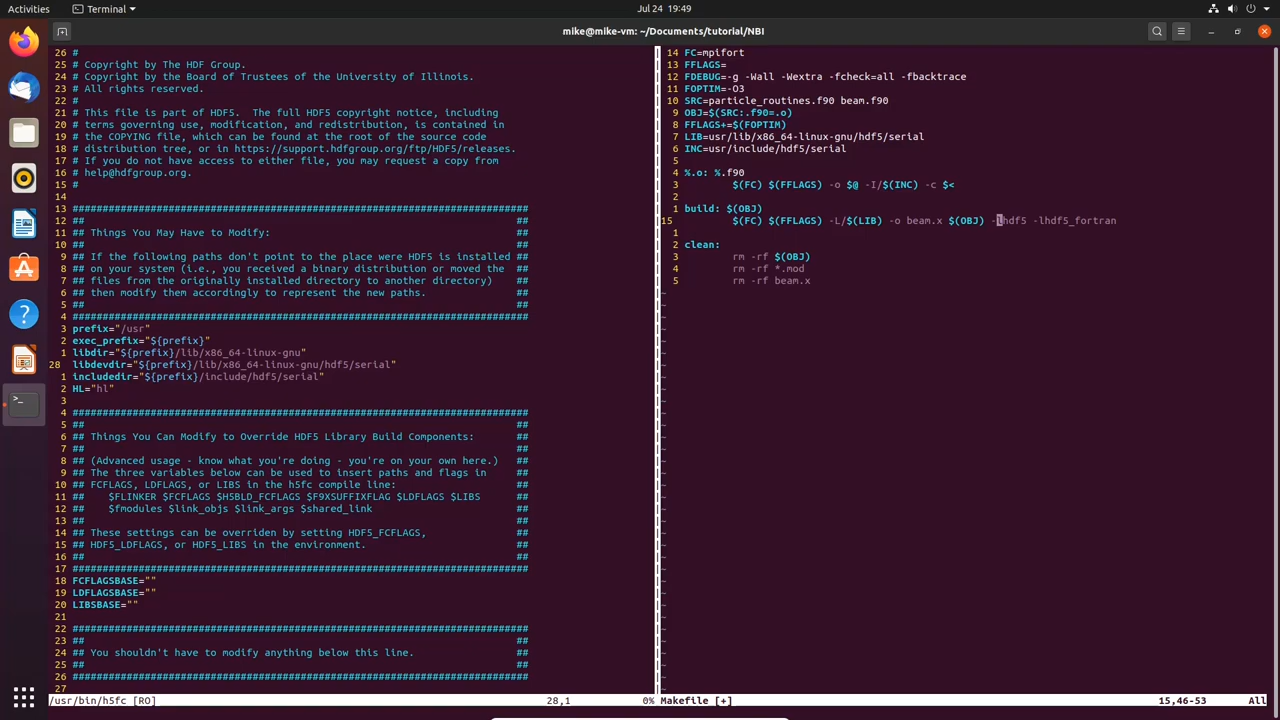 Activities
Terminal
Jul 24 19:49
mike@mike-vm: ~/Documents/tutorial/NBI
26 #
25 # Copyright by The HDF Group.
24 # Copyright by the Board of Trustees of the University of Illinois.
23 # All rights reserved.
22 #
21 # This file is part of HDF5.  The full HDF5 copyright notice, including
20 # terms governing use, modification, and redistribution, is contained in
19 # the COPYING file, which can be found at the root of the source code
18 # distribution tree, or in https://support.hdfgroup.org/ftp/HDF5/releases.
17 # If you do not have access to either file, you may request a copy from
16 # help@hdfgroup.org.
15 #
14
13 ############################################################################
12 ## ##
11 ## Things You May Have to Modify: ##
10 ## ##
9 ## If the following paths don't point to the place were HDF5 is installed ##
8 ## on your system (i.e., you received a binary distribution or moved the ##
7 ## files from the originally installed directory to another directory) ##
6 ## then modify them accordingly to represent the new paths. ##
5 ## ##
4 ############################################################################
3 prefix="/usr"
2 exec_prefix="${prefix}"
1 libdir="${prefix}/lib/x86_64-linux-gnu"
28 libdevdir="${prefix}/lib/x86_64-linux-gnu/hdf5/serial"
1 includedir="${prefix}/include/hdf5/serial"
2 HL="hl"
3
4 ############################################################################
5 ## ##
6 ## Things You Can Modify to Override HDF5 Library Build Components: ##
7 ## ##
8 ## (Advanced usage - know what you're doing - you're on your own here.) ##
9 ## The three variables below can be used to insert paths and flags in ##
10 ## FCFLAGS, LDFLAGS, or LIBS in the h5fc compile line: ##
11 ## $FLINKER $FCFLAGS $H5BLD_FCFLAGS $F9XSUFFIXFLAG $LDFLAGS $LIBS ##
12 ## $fmodules $link_objs $link_args $shared_link ##
13 ## ##
14 ## These settings can be overriden by setting HDF5_FCFLAGS, ##
15 ## HDF5_LDFLAGS, or HDF5_LIBS in the environment. ##
16 ## ##
17 ############################################################################
18 FCFLAGSBASE=""
19 LDFLAGSBASE=""
20 LIBSBASE=""
21
22 ############################################################################
23 ## ##
24 ## You shouldn't have to modify anything below this line. ##
25 ## ##
26 ############################################################################
27
/usr/bin/h5fc [RO] 28,1 0%
14 FC=mpifort
13 FFLAGS=
12 FDEBUG=-g -Wall -Wextra -fcheck=all -fbacktrace
11 FOPTIM=-O3
10 SRC=particle_routines.f90 beam.f90
9 OBJ=$(SRC:.f90=.o)
8 FFLAGS+=$(FOPTIM)
7 LIB=usr/lib/x86_64-linux-gnu/hdf5/serial
6 INC=usr/include/hdf5/serial
5
4 %.o: %.f90
3 $(FC) $(FFLAGS) -o $@ -I/$(INC) -c $<
2
1 build: $(OBJ)
15 $(FC) $(FFLAGS) -L/$(LIB) -o beam.x $(OBJ) -lhdf5 -lhdf5_fortran
1
2 clean:
3 rm -rf $(OBJ)
4 rm -rf *.mod
5 rm -rf beam.x
Makefile [+] 15,46-53 All